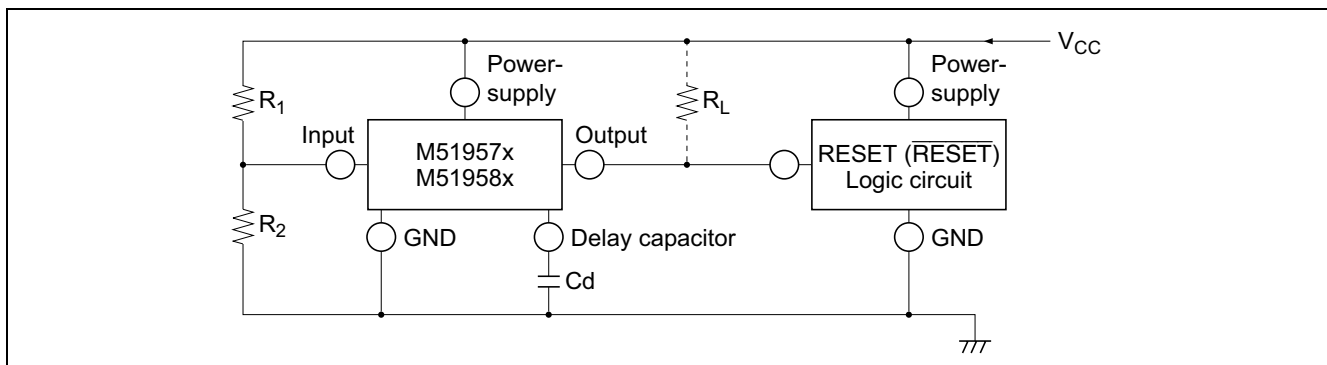 V_CC
Power-
supply
R_1
R_L
Power-
supply
Input
Output
M51957x
M51958x
RESET (R̅E̅S̅E̅T̅)
Logic circuit
R_2
GND
Delay capacitor
GND
Cd